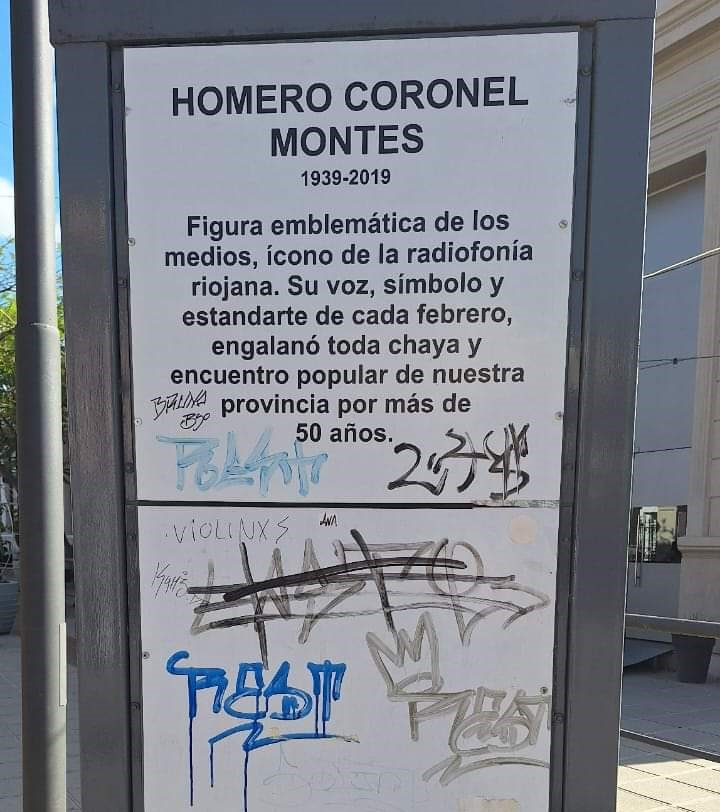 HOMERO CORONEL
MONTES
1939-2019
Figura emblemática de los
medios, ícono de la radiofonía
riojana. Su voz, símbolo y
estandarte de cada febrero,
engalanó toda chaya y
encuentro popular de nuestra
provincia por más de
50 años.
VIOLINXS